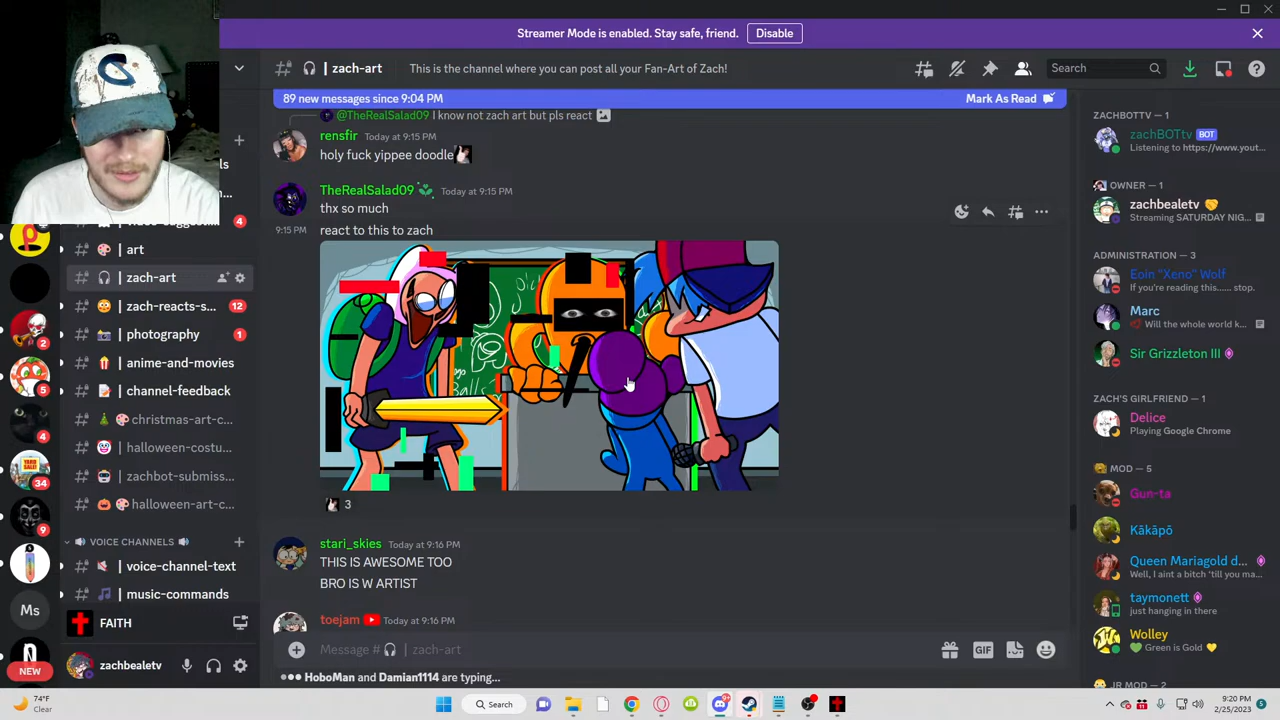 Streamer Mode is enabled. Stay safe, friend.
Disable
zach-art
This is the channel where you can post all your Fan-Art of Zach!
Search
89 new messages since 9:04 PM
Mark As Read
@TheRealSalad09 I know not zach art but pls react
rensfir Today at 9:15 PM
holy fuck yippee doodle
TheRealSalad09 Today at 9:15 PM
thx so much
9:15 PM react to this to zach
Balls
3
stari_skies Today at 9:16 PM
THIS IS AWESOME TOO
BRO IS W ARTIST
toejam Today at 9:16 PM
Message # | zach-art
GIF
HoboMan and Damian1114 are typing...
4
| art
| zach-art
| zach-reacts-s... 12
| photography 1
| anime-and-movies
| channel-feedback
| christmas-art-c...
| halloween-costu...
| zachbot-submiss...
| halloween-art-c...
VOICE CHANNELS
| voice-channel-text
| music-commands
FAITH
zachbealetv
2
5
4
YARD SALE!
34
9
Ms
NEW
ZACHBOTTV — 1
zachBOTtv BOT
Listening to https://www.yout...
OWNER — 1
zachbealetv
Streaming SATURDAY NIG...
ADMINISTRATION — 3
Eoin "Xeno" Wolf
If you're reading this...... stop.
Marc
Will the whole world k...
Sir Grizzleton III
ZACH'S GIRLFRIEND — 1
Delice
Playing Google Chrome
MOD — 5
Gun-ta
Kākāpō
Queen Mariagold d...
Well, I aint a bitch 'till you ma...
taymonett
just hanging in there
Wolley
Green is Gold
JR MOD — 2
74°F
Clear
Search
9+
9:20 PM
2/25/2023